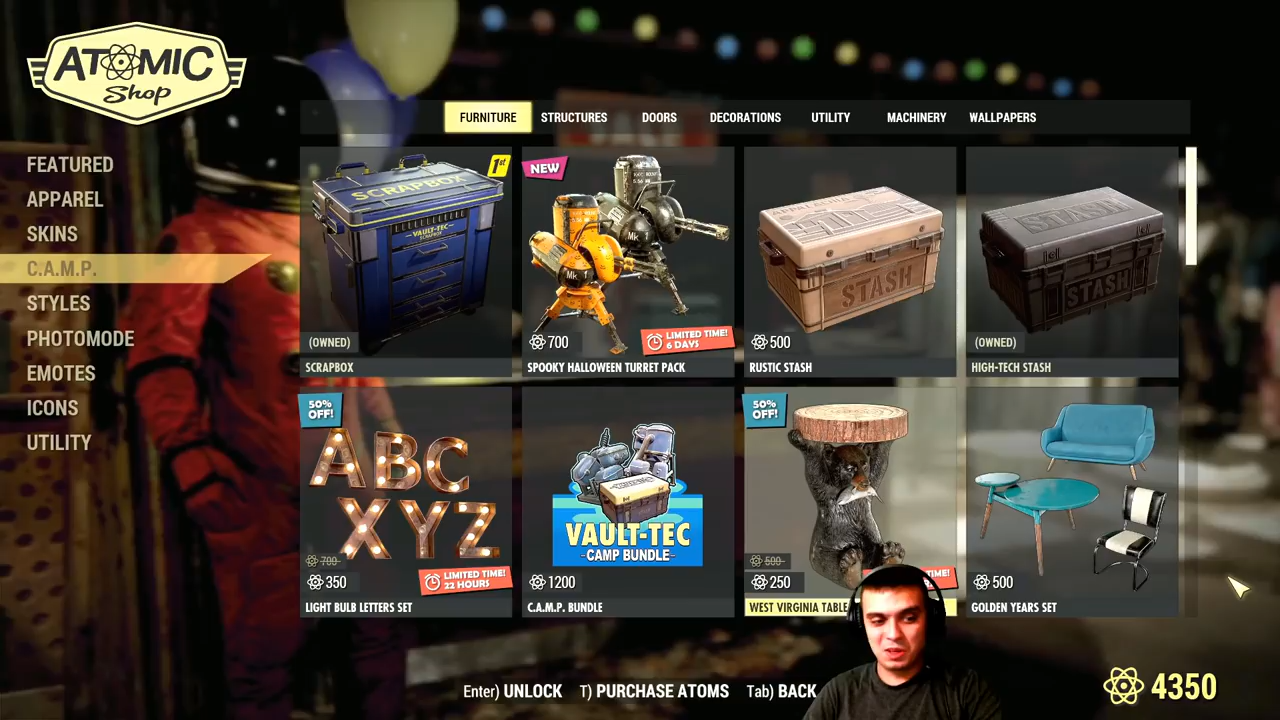 ATOMIC
Shop
FEATURED
APPAREL
SKINS
C.A.M.P.
STYLES
PHOTOMODE
EMOTES
ICONS
UTILITY
FURNITURE STRUCTURES DOORS DECORATIONS UTILITY MACHINERY WALLPAPERS
SCRAPBOX
VAULT-TEC
SCRAPBOX
1st
(OWNED)
SCRAPBOX
NEW
Mk. I
700
LIMITED TIME!
6 DAYS
SPOOKY HALLOWEEN TURRET PACK
STASH
500
RUSTIC STASH
STASH
STASH
(OWNED)
HIGH-TECH STASH
50%
OFF!
ABC
XYZ
700
350
LIMITED TIME!
22 HOURS
LIGHT BULB LETTERS SET
VAULT-TEC
-CAMP BUNDLE-
1200
C.A.M.P. BUNDLE
50%
OFF!
500
250
TIME!
WEST VIRGINIA TABLE
500
GOLDEN YEARS SET
Enter) UNLOCK T) PURCHASE ATOMS Tab) BACK
4350